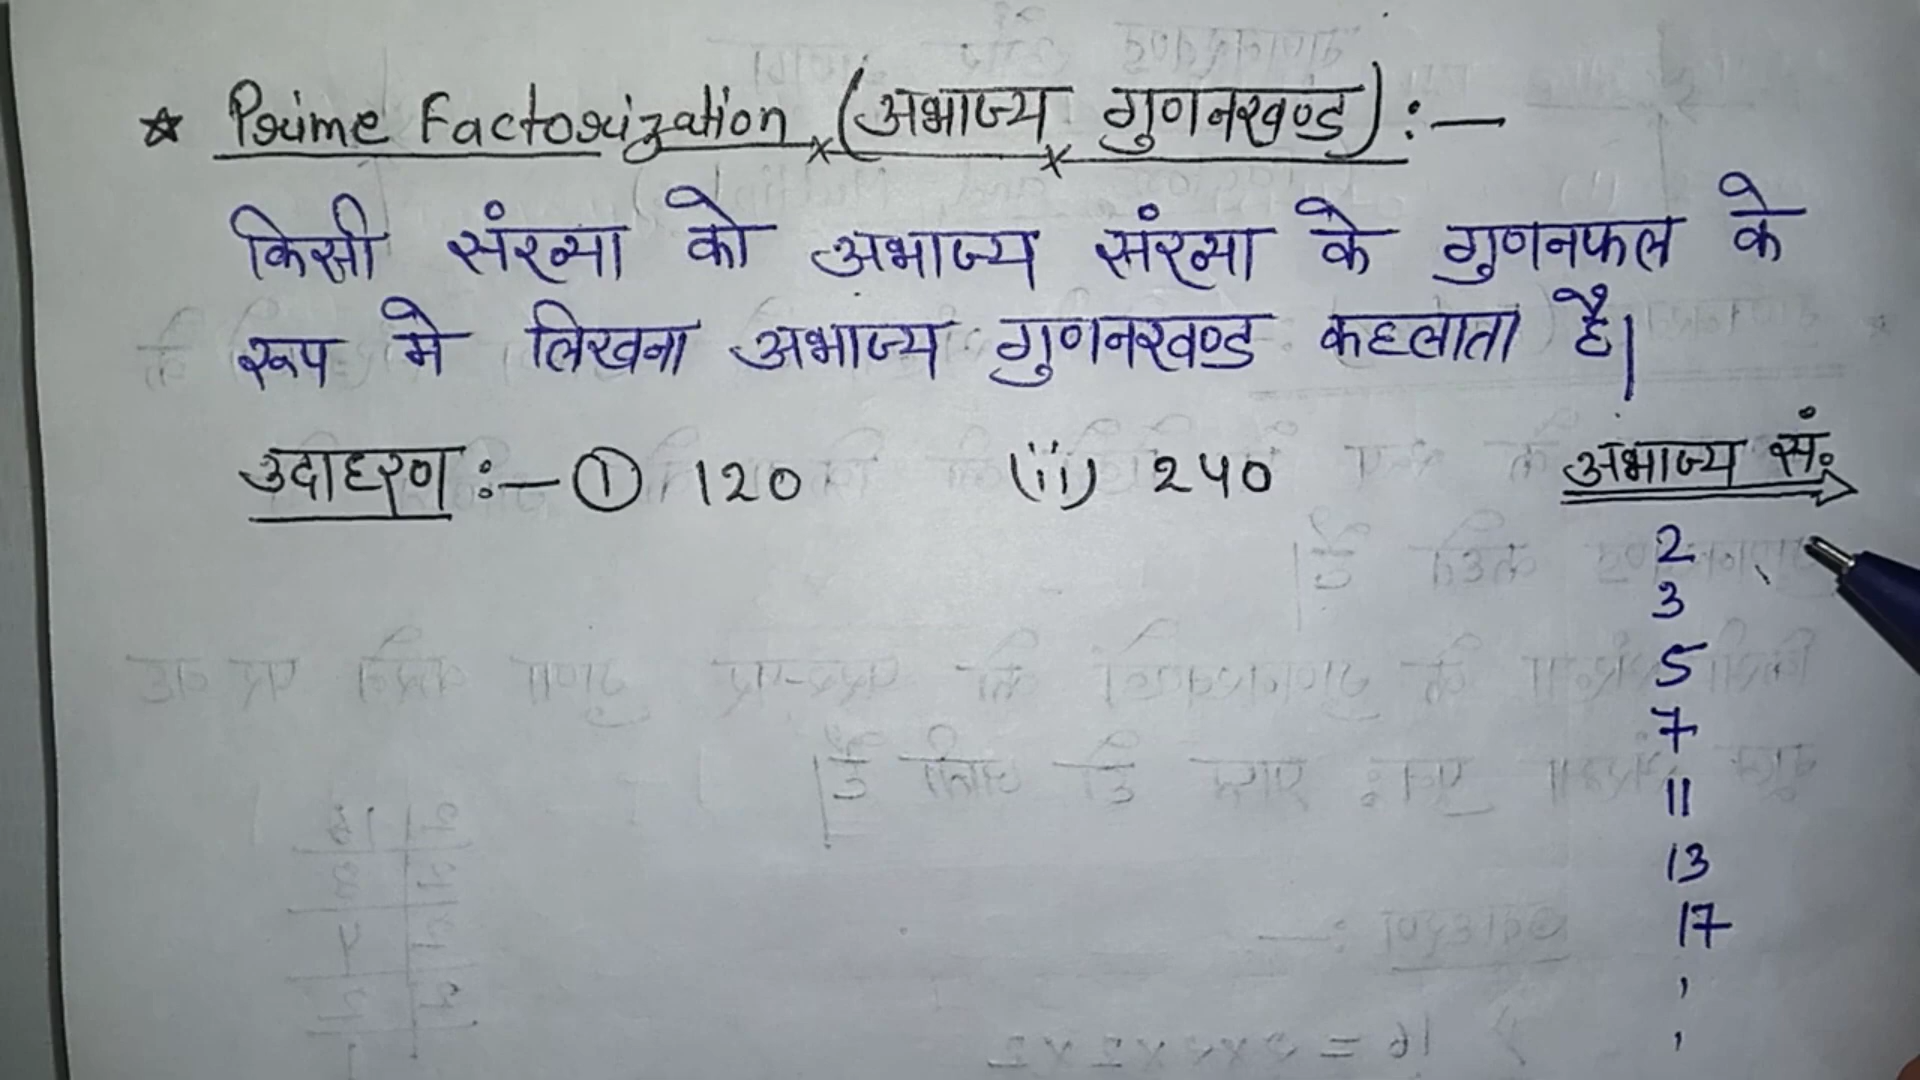 ★ Prime Factorization (अभाज्य गुणनखण्ड) :—
किसी संख्या को अभाज्य संख्या के गुणनफल के
रूप मे लिखना अभाज्य गुणनखण्ड कहलाता है।
उदाहरण :— ① 120 (ii) 240
अभाज्य सं.
2
3
5
7
11
13
17
,
,